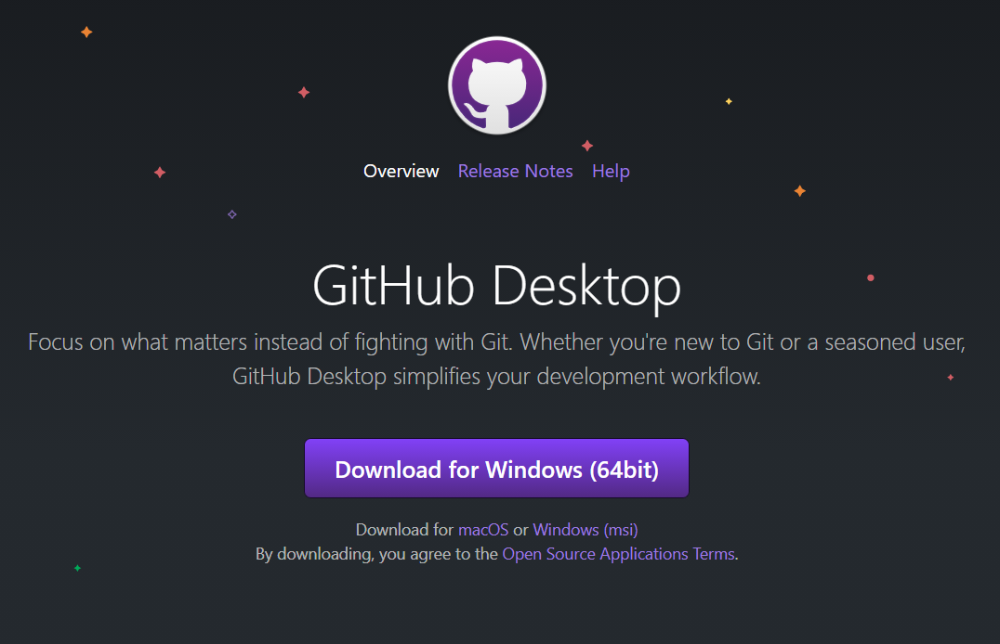 Overview Release Notes Help
GitHub Desktop
Focus on what matters instead of fighting with Git. Whether you're new to Git or a seasoned user,
GitHub Desktop simplifies your development workflow.
Download for Windows (64bit)
Download for macOS or Windows (msi)
By downloading, you agree to the Open Source Applications Terms.